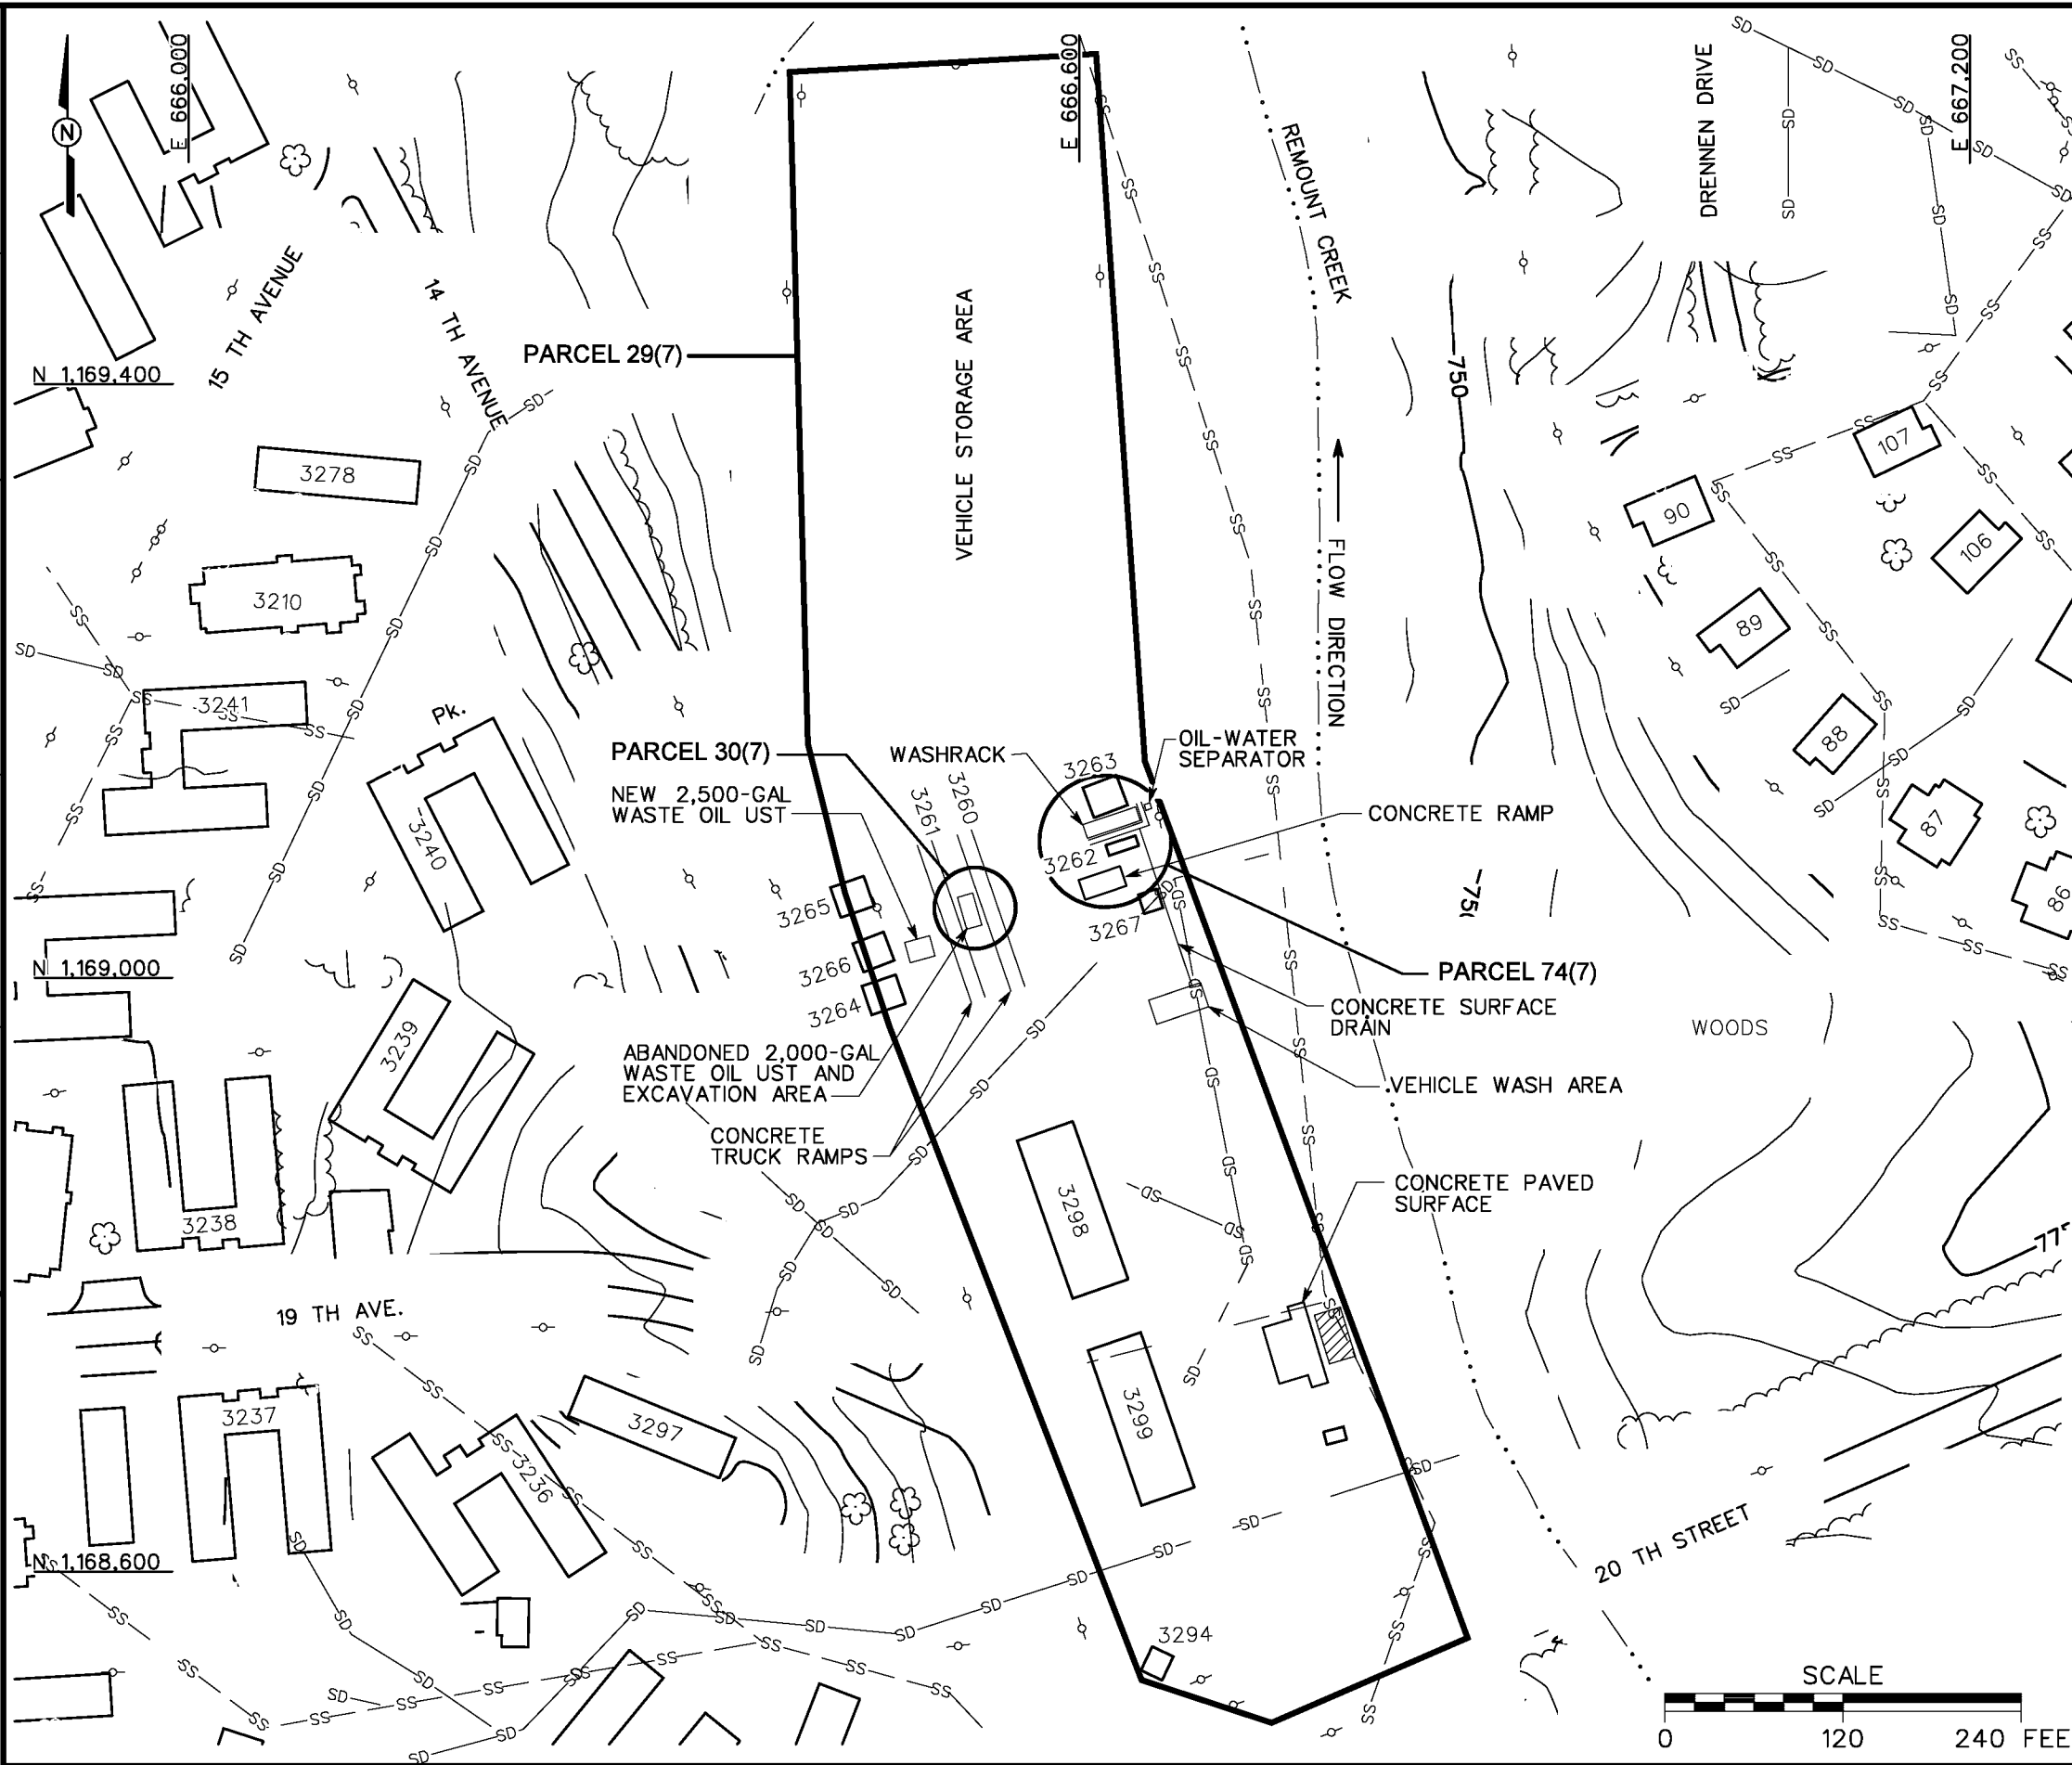 E 666,000
E 666,600
E 667,200
N
DRENNEN DRIVE
REMOUNT CREEK
15 TH AVENUE
14 TH AVENUE
VEHICLE STORAGE AREA
PARCEL 29(7)
N 1,169,400
750
3278
107
90
106
FLOW DIRECTION
3210
89
3241
88
Pk.
PARCEL 30(7)
WASHRACK
OIL-WATER
SEPARATOR
3263
3260
3261
NEW 2,500-GAL
WASTE OIL UST
CONCRETE RAMP
87
3240
3262
750
86
3265
3267
3266
N 1,169,000
PARCEL 74(7)
3264
CONCRETE SURFACE
DRAIN
WOODS
3239
ABANDONED 2,000-GAL
WASTE OIL UST AND
EXCAVATION AREA
VEHICLE WASH AREA
CONCRETE
TRUCK RAMPS
CONCRETE PAVED
SURFACE
3298
3238
77
19 TH AVE.
3237
3297
3299
3236
N 1,168,600
20 TH STREET
3294
SCALE
0 120 240 FEE
SD
SS